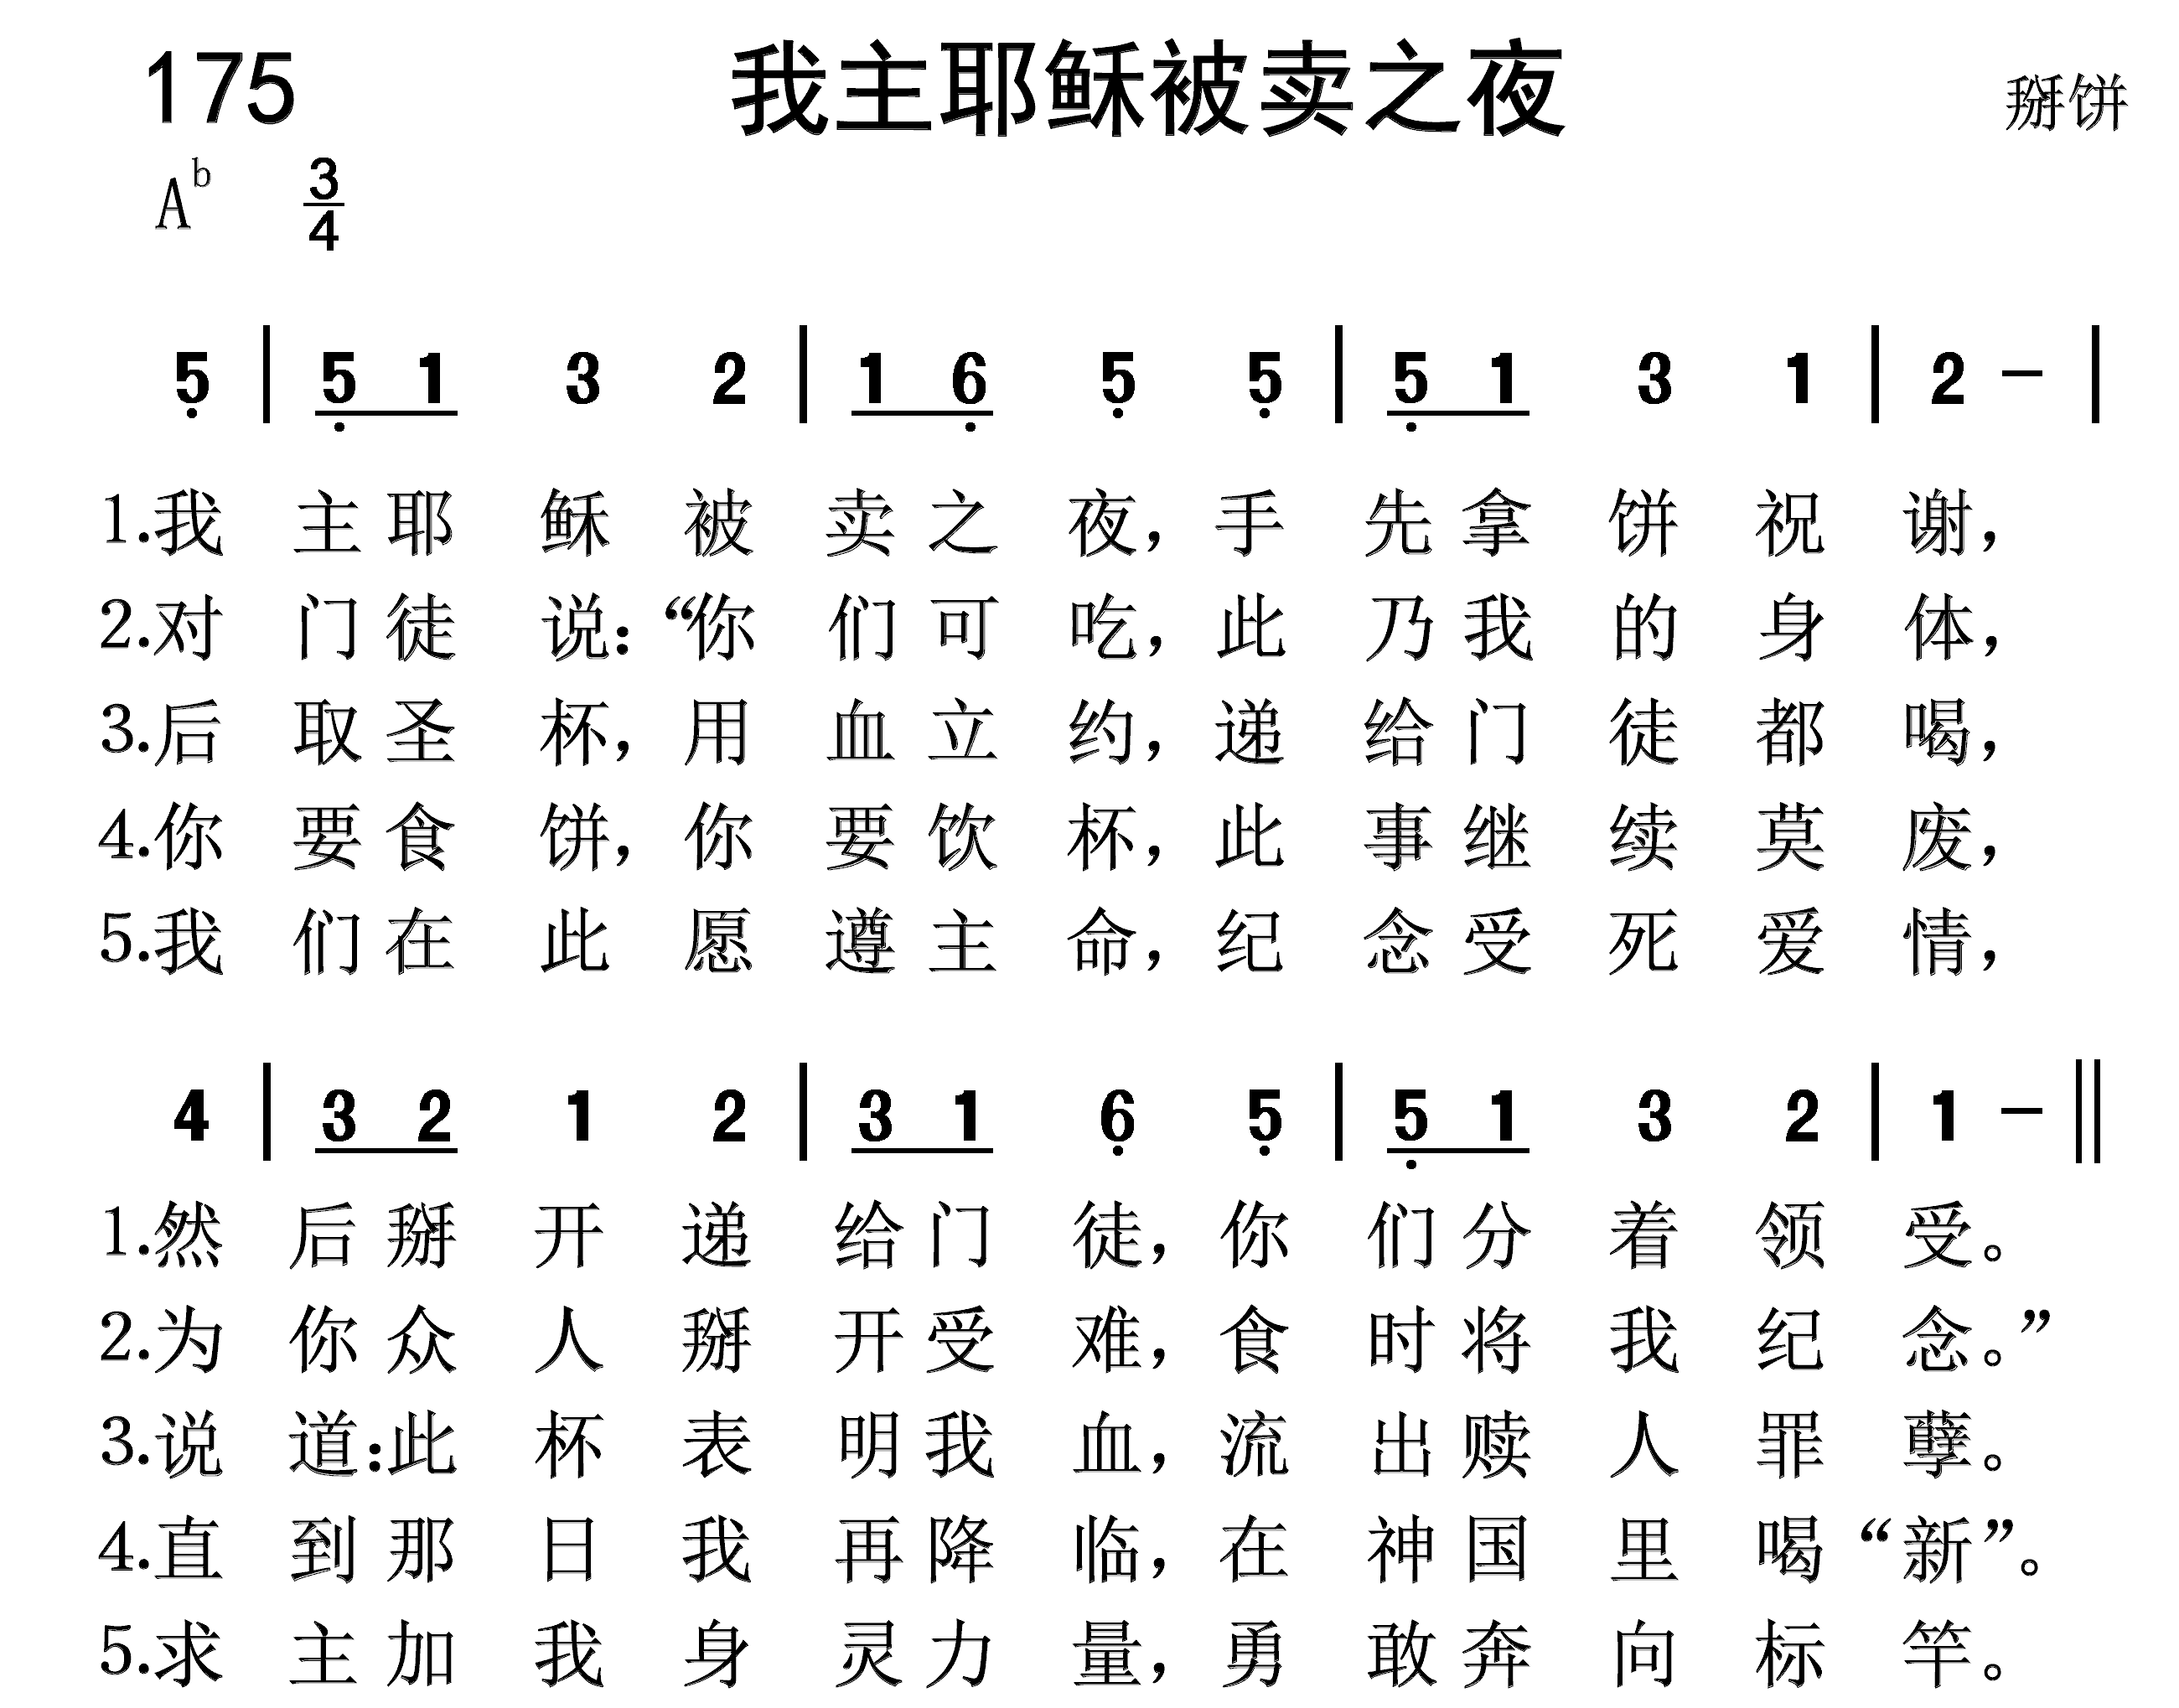 175 我主耶稣被卖之夜 掰饼
A♭ 3/4
5̣ | 5̣ 1 3 2 | 1 6̣ 5̣ 5̣ | 5̣ 1 3 1 | 2 – |
1.我主耶稣被卖之夜，手先拿饼祝谢，
2.对门徒说：“你们可吃，此乃我的身体，
3.后取圣杯，用血立约，递给门徒都喝，
4.你要食饼，你要饮杯，此事继续莫废，
5.我们在此愿遵主命，纪念受死爱情，
4 | 3 2 1 2 | 3 1 6̣ 5̣ | 5̣ 1 3 2 | 1 – ‖
1.然后掰开递给门徒，你们分着领受。
2.为你众人掰开受难，食时将我纪念。”
3.说道：此杯表明我血，流出赎人罪孽。
4.直到那日我再降临，在神国里喝“新”。
5.求主加我身灵力量，勇敢奔向标竿。